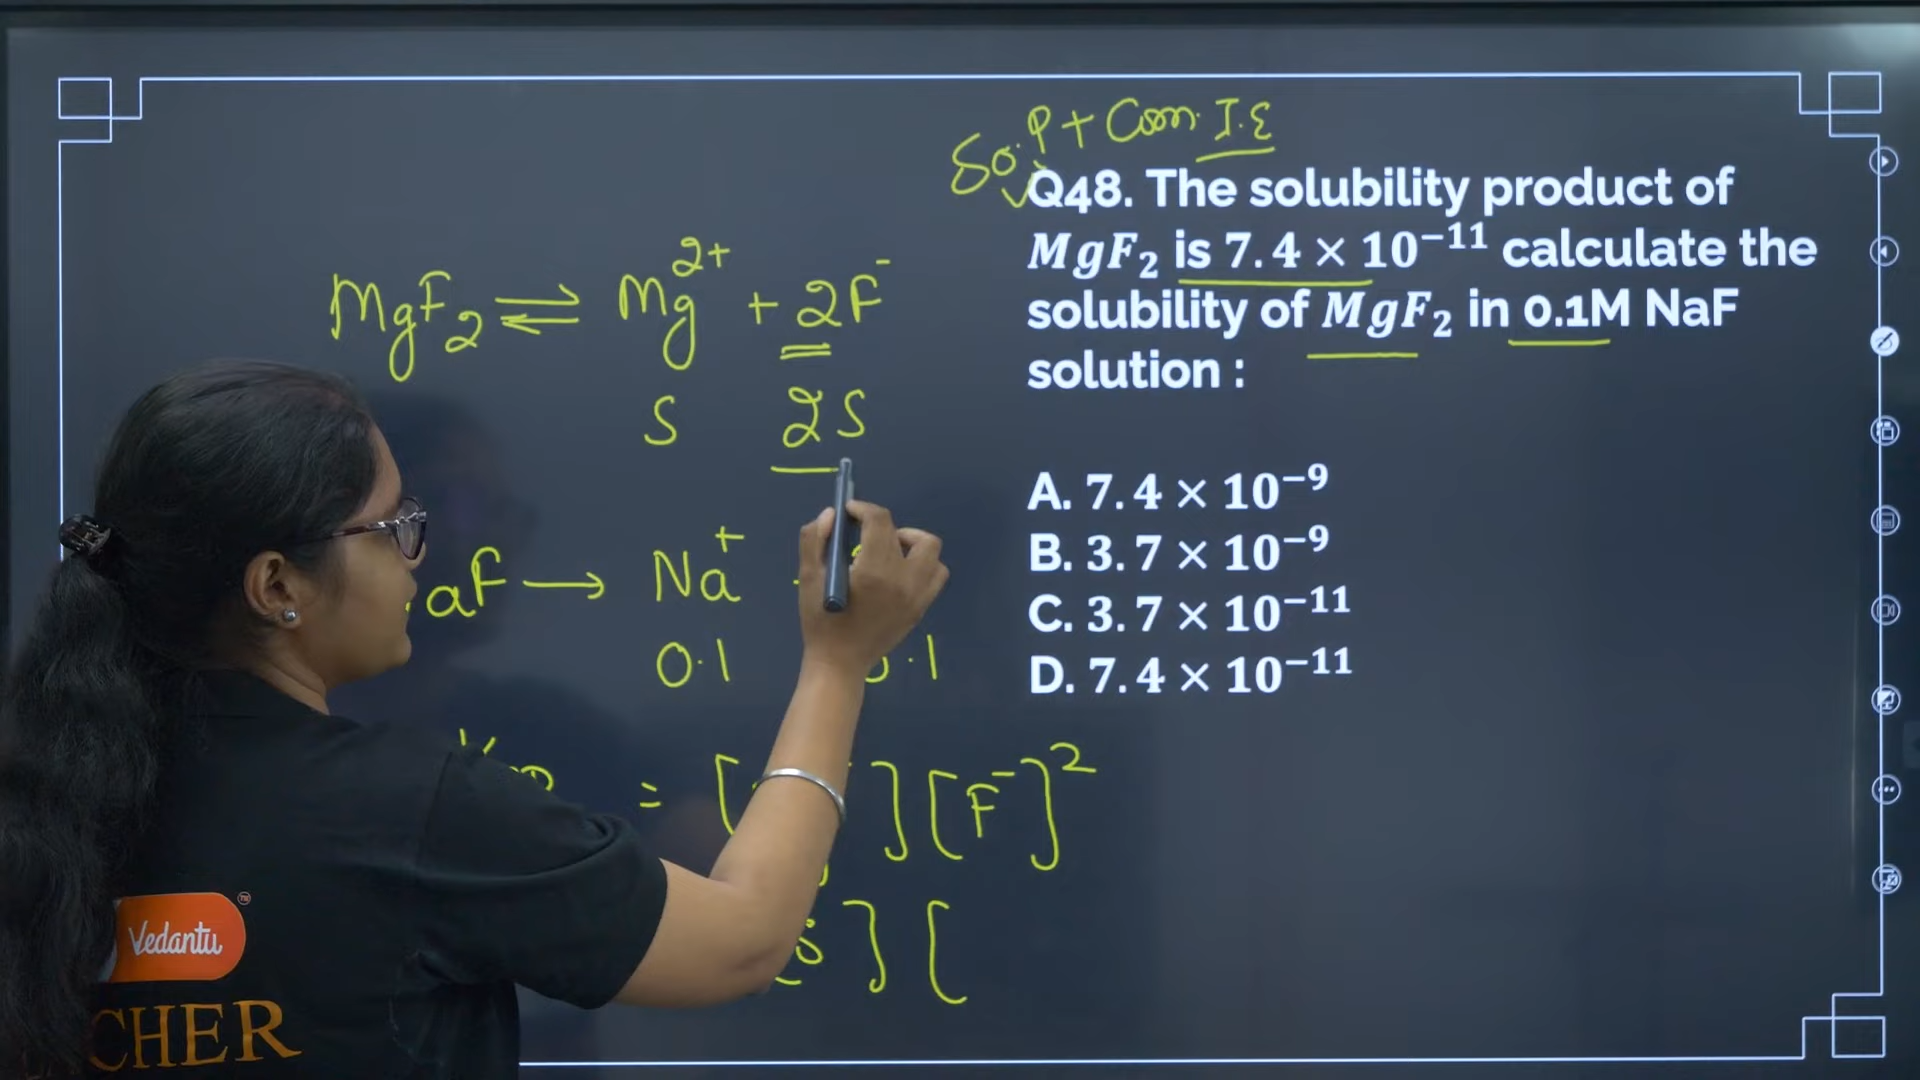 So.P + Com. I.E
Q48. The solubility product of
MgF₂ is 7.4 × 10⁻¹¹ calculate the
solubility of MgF₂ in 0.1M NaF
solution :
A. 7.4 × 10⁻⁹
B. 3.7 × 10⁻⁹
C. 3.7 × 10⁻¹¹
D. 7.4 × 10⁻¹¹
MgF₂ ⇌ Mg²⁺ + 2F⁻
S 2S
aF → Na⁺
0.1 .1
= [ ] [F⁻]²
S] [
Vedantu
CHER